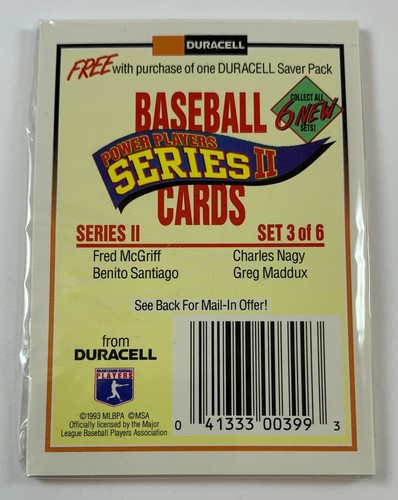 DURACELL
FREE with purchase of one DURACELL Saver Pack
BASEBALL
COLLECT ALL
6 NEW
SETS!
POWER PLAYERS
SERIES II
CARDS
SERIES II SET 3 of 6
Fred McGriff Charles Nagy
Benito Santiago Greg Maddux
See Back For Mail-In Offer!
from
DURACELL
MAJOR LEAGUE BASEBALL
PLAYERS
©1993 MLBPA ©MSA
Officially licensed by the Major
League Baseball Players Association
0 41333 00399 3